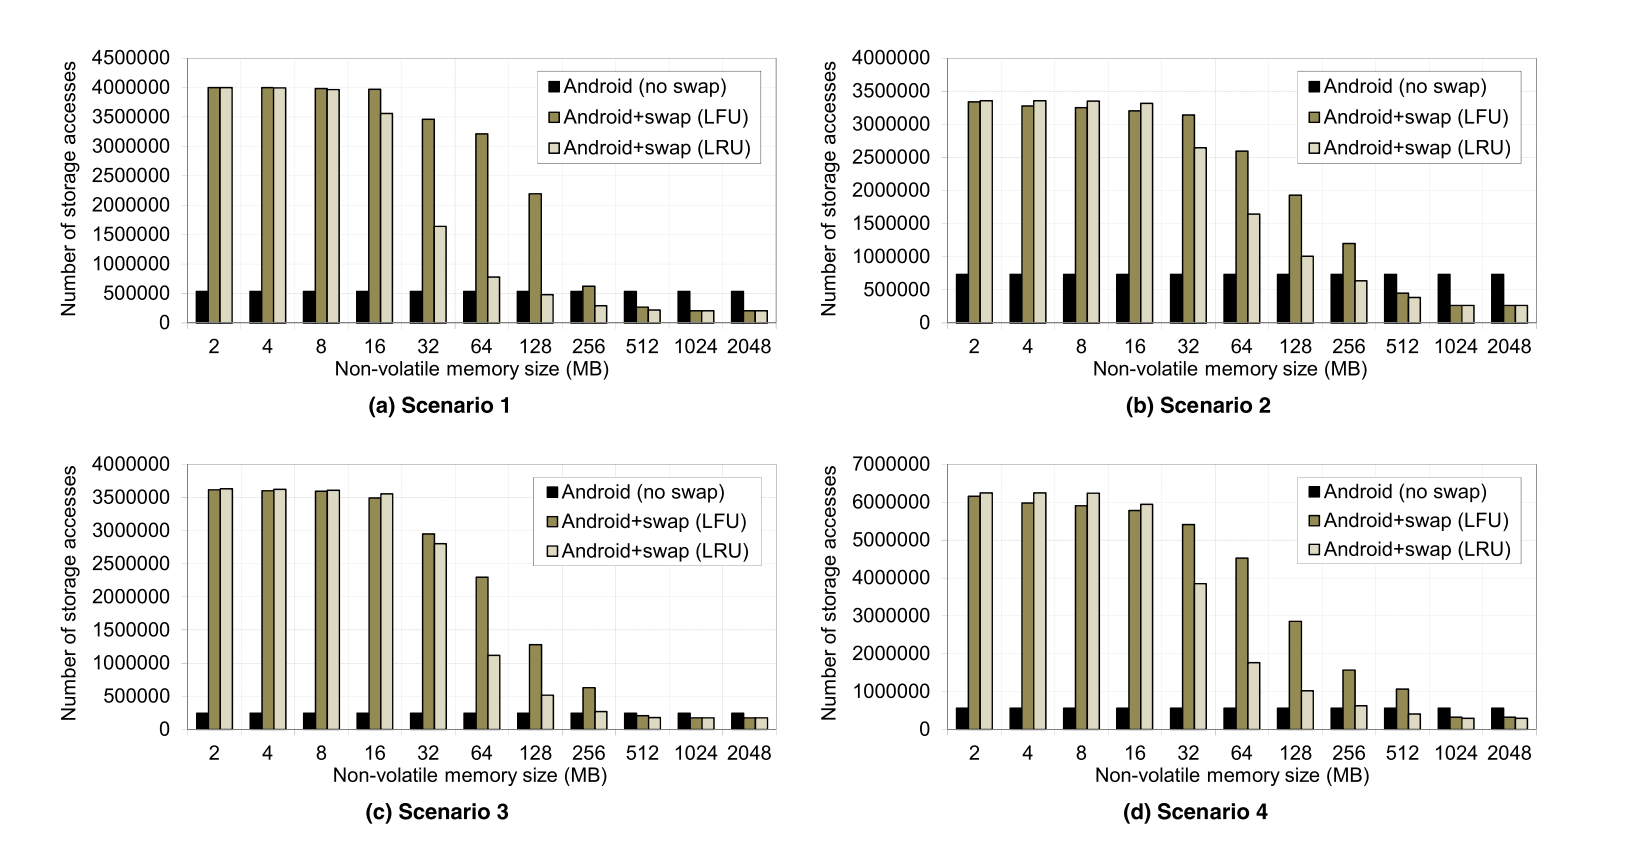 Number of storage accesses
4500000
4000000
3500000
3000000
2500000
2000000
1500000
1000000
500000
0
Android (no swap)
Android+swap (LFU)
Android+swap (LRU)
2 4 8 16 32 64 128 256 512 1024 2048
Non-volatile memory size (MB)
(a) Scenario 1
Number of storage accesses
4000000
3500000
3000000
2500000
2000000
1500000
1000000
500000
0
Android (no swap)
Android+swap (LFU)
Android+swap (LRU)
2 4 8 16 32 64 128 256 512 1024 2048
Non-volatile memory size (MB)
(b) Scenario 2
Number of storage accesses
4000000
3500000
3000000
2500000
2000000
1500000
1000000
500000
0
Android (no swap)
Android+swap (LFU)
Android+swap (LRU)
2 4 8 16 32 64 128 256 512 1024 2048
Non-volatile memory size (MB)
(c) Scenario 3
Number of storage accesses
7000000
6000000
5000000
4000000
3000000
2000000
1000000
0
Android (no swap)
Android+swap (LFU)
Android+swap (LRU)
2 4 8 16 32 64 128 256 512 1024 2048
Non-volatile memory size (MB)
(d) Scenario 4